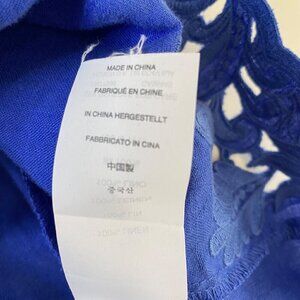 MADE IN CHINA
FABRIQUÉ EN CHINE
IN CHINA HERGESTELLT
FABBRICATO IN CINA
中国製
중국산